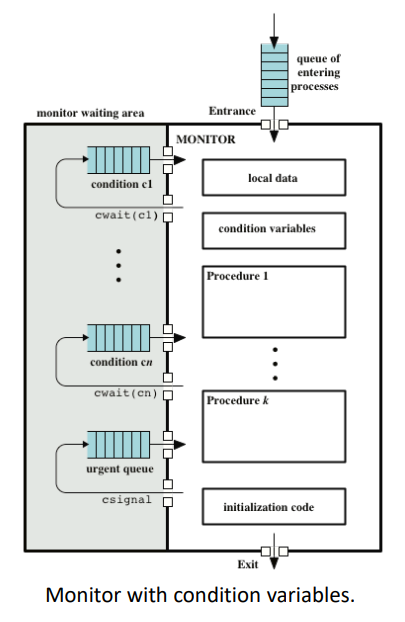 queue of
entering
processes
Entrance
monitor waiting area
MONITOR
condition c1
local data
cwait(c1)
condition variables
Procedure 1
condition cn
cwait(cn)
Procedure k
urgent queue
csignal
initialization code
Exit
Monitor with condition variables.